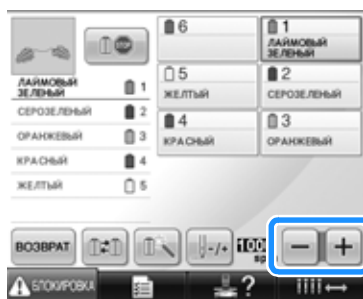 6
1
ЛАЙМОВЫЙ
ЗЕЛЕНЫЙ
ЛАЙМОВЫЙ
ЗЕЛЕНЫЙ 1
5
ЖЕЛТЫЙ
2
СЕРОЗЕЛЕНЫЙ
СЕРОЗЕЛЕНЫЙ 2
ОРАНЖЕВЫЙ 3
4
КРАСНЫЙ
3
ОРАНЖЕВЫЙ
КРАСНЫЙ 4
ЖЕЛТЫЙ 5
ВОЗВРАТ
-/+
100
− +
БЛОКИРОВКА
?